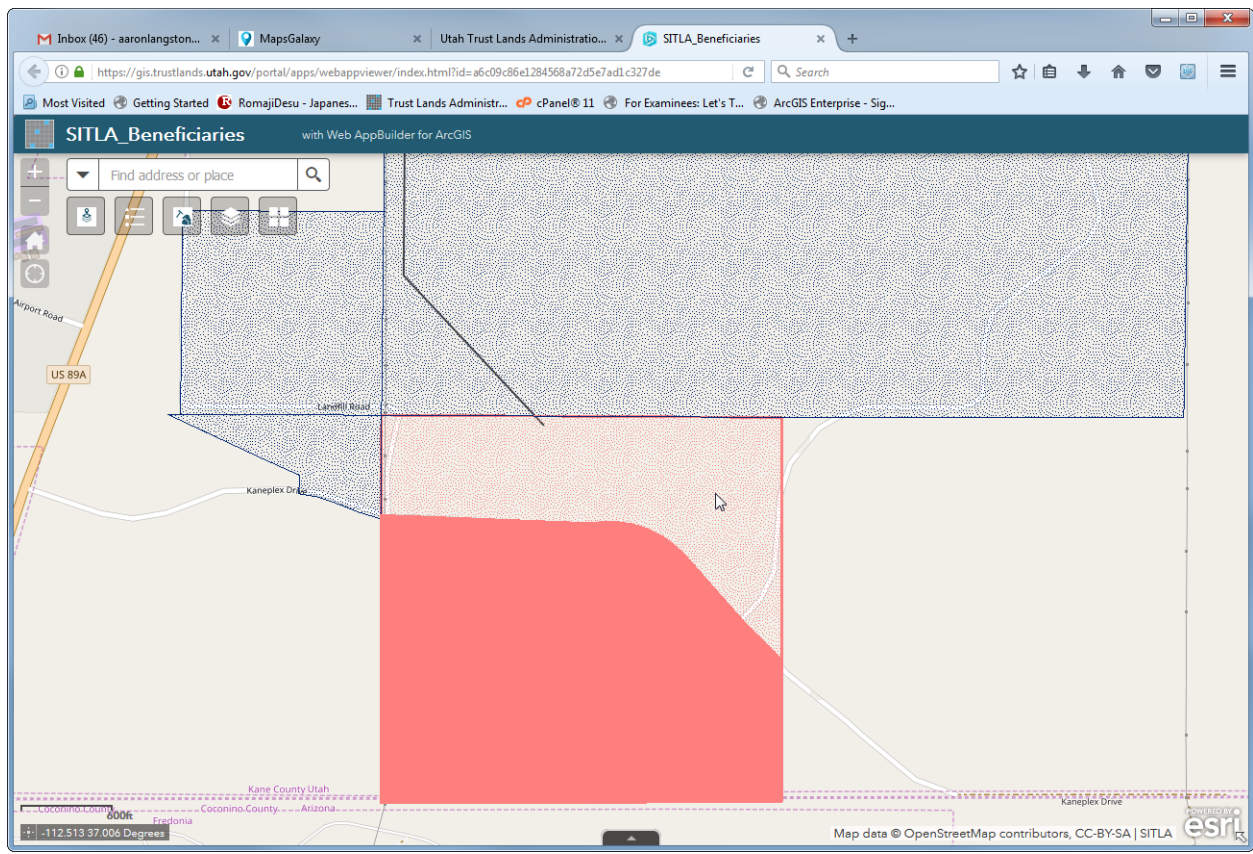 Inbox (46) - aaronlangston...
MapsGalaxy
Utah Trust Lands Administratio...
SITLA_Beneficiaries
https://gis.trustlands.utah.gov/portal/apps/webappviewer/index.html?id=a6c09c86e1284568a72d5e7ad1c327de
Search
Most Visited
Getting Started
RomajiDesu - Japanes...
Trust Lands Administr...
cPanel® 11
For Examinees: Let's T...
ArcGIS Enterprise - Sig...
SITLA_Beneficiaries
with Web AppBuilder for ArcGIS
Find address or place
Airport Road
US 89A
Landfill Road
Kaneplex Drive
Kane County Utah
Coconino County
Coconino County
Arizona
Kaneplex Drive
800ft
Fredonia
-112.513 37.006 Degrees
Map data © OpenStreetMap contributors, CC-BY-SA | SITLA
POWERED BY
esri